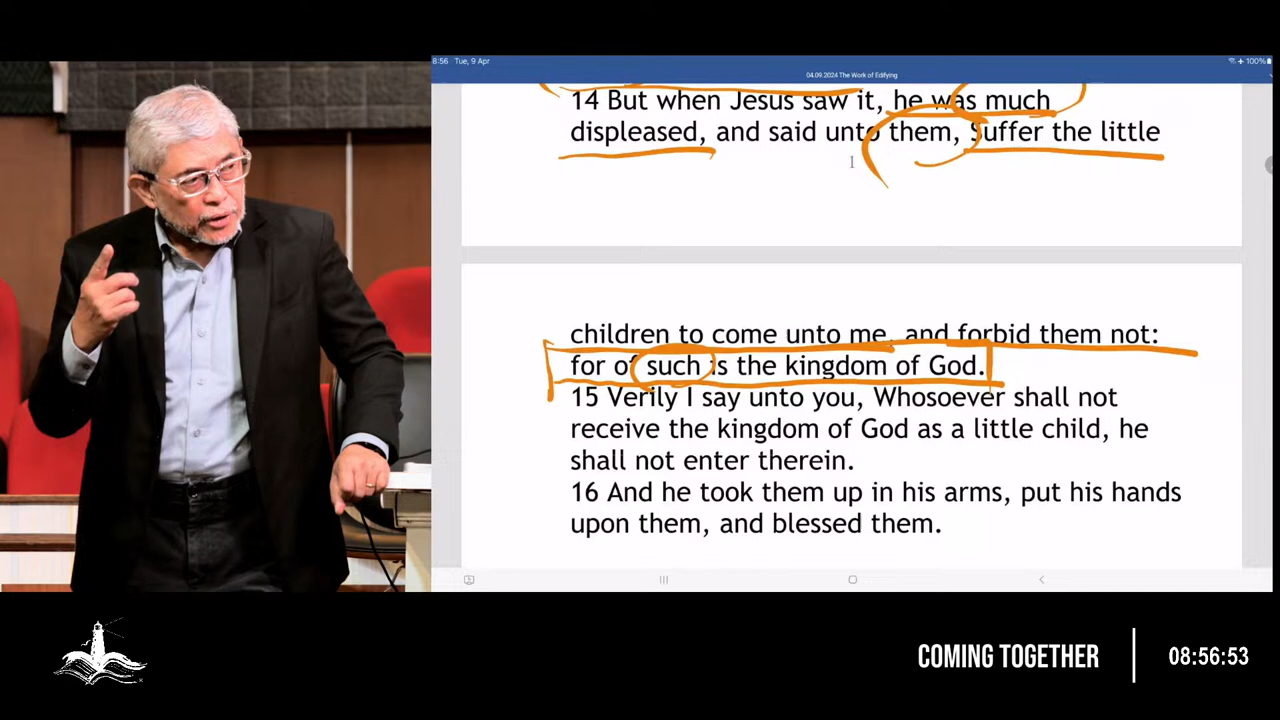 8:56 Tue, 9 Apr
100%
04.09.2024 The Work of Edifying
14 But when Jesus saw it, he was much
displeased, and said unto them, Suffer the little
1
children to come unto me, and forbid them not:
for of such is the kingdom of God.
15 Verily I say unto you, Whosoever shall not
receive the kingdom of God as a little child, he
shall not enter therein.
16 And he took them up in his arms, put his hands
upon them, and blessed them.
COMING TOGETHER
08:56:53